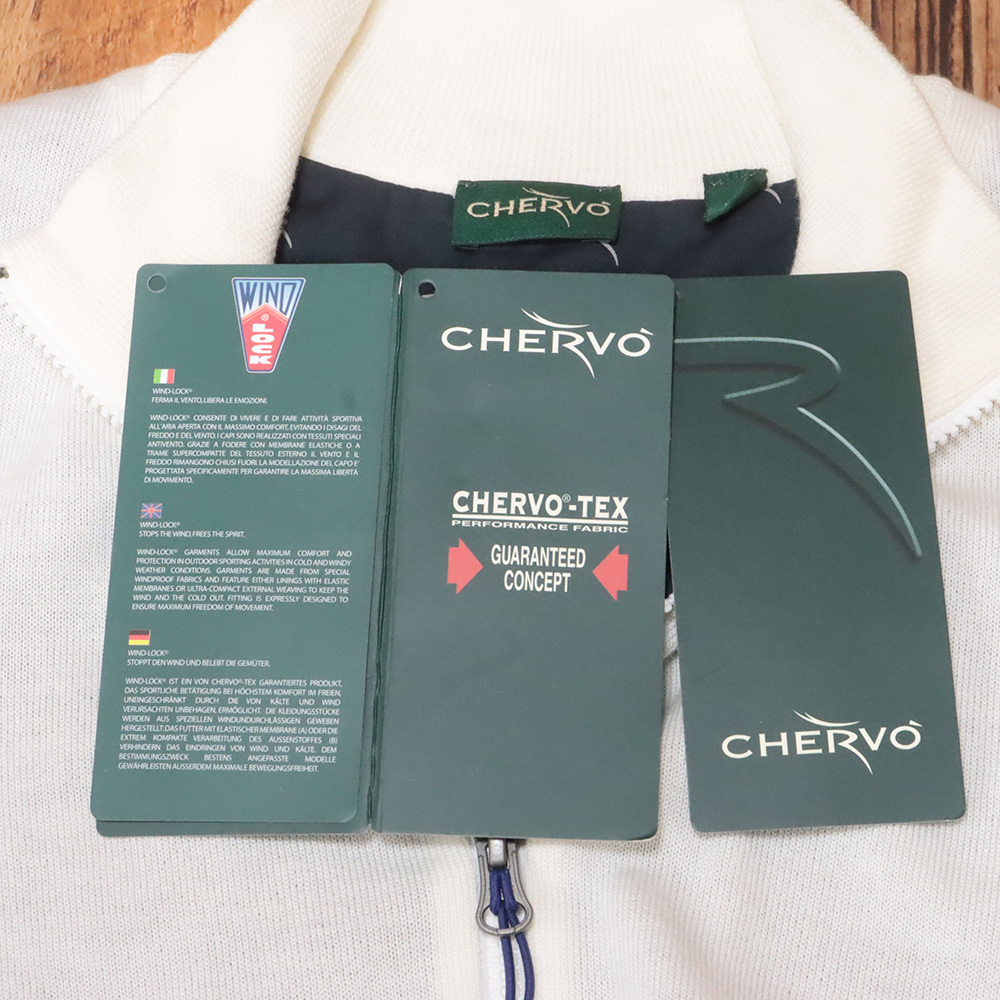 CHERVÒ
WIND
LOCK®
WIND-LOCK®
FERMA IL VENTO, LIBERA LE EMOZIONI.
WIND-LOCK® CONSENTE DI VIVERE E DI FARE ATTIVITÀ SPORTIVA
ALL'ARIA APERTA CON IL MASSIMO COMFORT, EVITANDO I DISAGI DEL
FREDDO E DEL VENTO. I CAPI SONO REALIZZATI CON TESSUTI SPECIALI
ANTIVENTO. GRAZIE A FODERE CON MEMBRANE ELASTICHE O A
TRAME SUPERCOMPATTE DEL TESSUTO ESTERNO IL VENTO E IL
FREDDO RIMANGONO CHIUSI FUORI. LA MODELLAZIONE DEL CAPO E'
PROGETTATA SPECIFICAMENTE PER GARANTIRE LA MASSIMA LIBERTÀ
DI MOVIMENTO.
WIND-LOCK®
STOPS THE WIND, FREES THE SPIRIT.
WIND-LOCK® GARMENTS ALLOW MAXIMUM COMFORT AND
PROTECTION IN OUTDOOR SPORTING ACTIVITIES IN COLD AND WINDY
WEATHER CONDITIONS. GARMENTS ARE MADE FROM SPECIAL
WINDPROOF FABRICS AND FEATURE EITHER LININGS WITH ELASTIC
MEMBRANES OR ULTRA-COMPACT EXTERNAL WEAVING TO KEEP THE
WIND AND THE COLD OUT. FITTING IS EXPRESSLY DESIGNED TO
ENSURE MAXIMUM FREEDOM OF MOVEMENT.
WIND-LOCK®
STOPPT DEN WIND UND BELEBT DIE GEMÜTER.
WIND-LOCK® IST EIN VON CHERVO®-TEX GARANTIERTES PRODUKT,
DAS SPORTLICHE BETÄTIGUNG BEI HÖCHSTEM KOMFORT IM FREIEN,
UNEINGESCHRÄNKT DURCH DIE VON KÄLTE UND WIND
VERURSACHTEN UNBEHAGEN, ERMÖGLICHT. DIE KLEIDUNGSSTÜCKE
WERDEN AUS SPEZIELLEN WINDUNDURCHLÄSSIGEN GEWEBEN
HERGESTELLT: DAS FUTTER MIT ELASTISCHER MEMBRANE (A) ODER DIE
EXTREM KOMPAKTE VERARBEITUNG DES AUSSENSTOFFES (B)
VERHINDERN DAS EINDRINGEN VON WIND UND KÄLTE. DEM
BESTIMMUNGSZWECK BESTENS ANGEPASSTE MODELLE
GEWÄHRLEISTEN AUSSERDEM MAXIMALE BEWEGUNGSFREIHEIT.
CHERVÒ
CHERVO®-TEX
PERFORMANCE FABRIC
GUARANTEED
CONCEPT
CHERVÒ